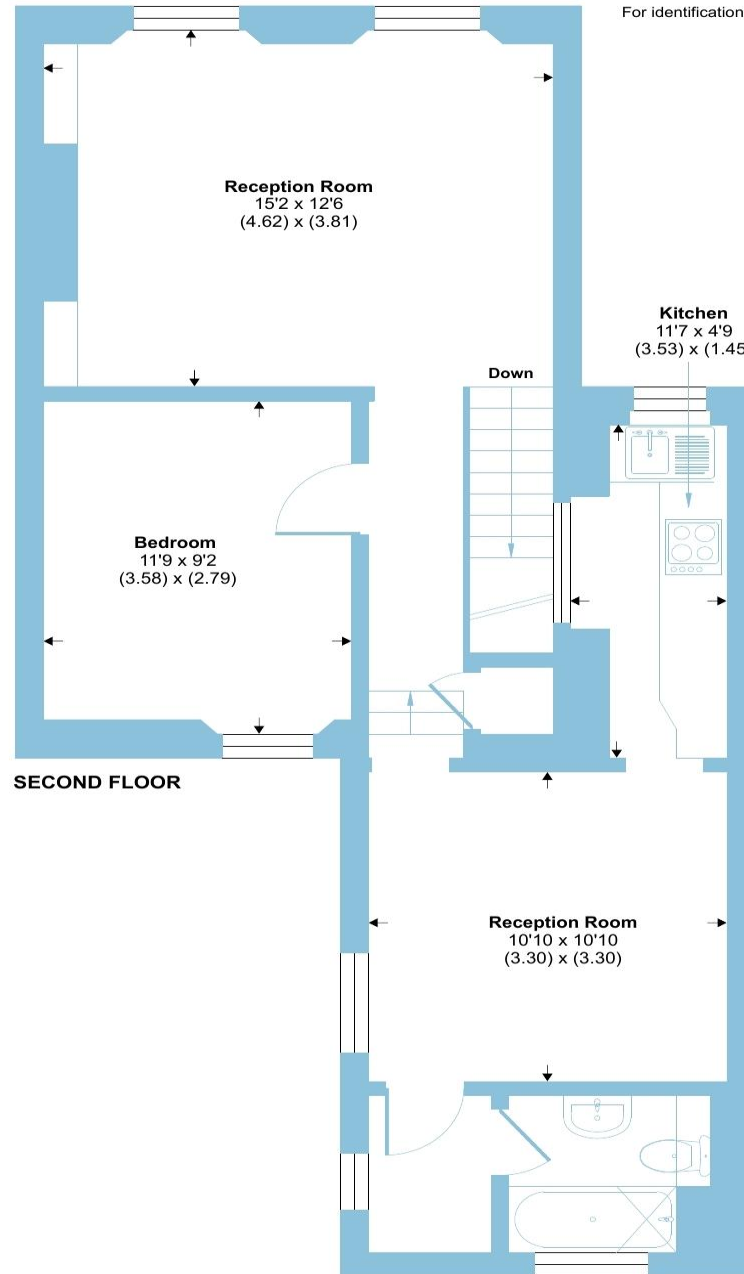 For identification
Reception Room
15'2 x 12'6
(4.62) x (3.81)
Kitchen
11'7 x 4'9
(3.53) x (1.45
Down
Bedroom
11'9 x 9'2
(3.58) x (2.79)
SECOND FLOOR
Reception Room
10'10 x 10'10
(3.30) x (3.30)